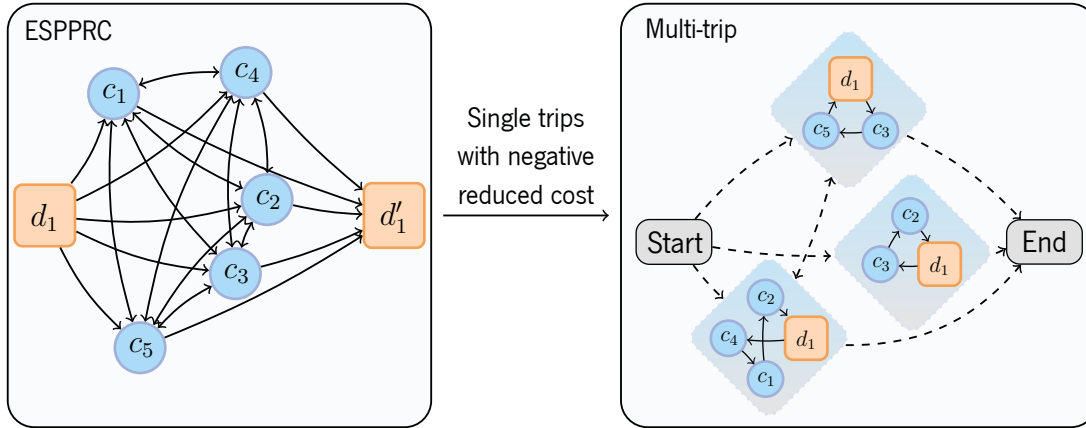 ESPPRC
c₁
c₄
d₁
c₂
d′₁
c₃
c₅
Single trips
with negative
reduced cost
Multi-trip
d₁
c₅
c₃
Start
c₂
c₃
d₁
End
c₂
c₄
d₁
c₁